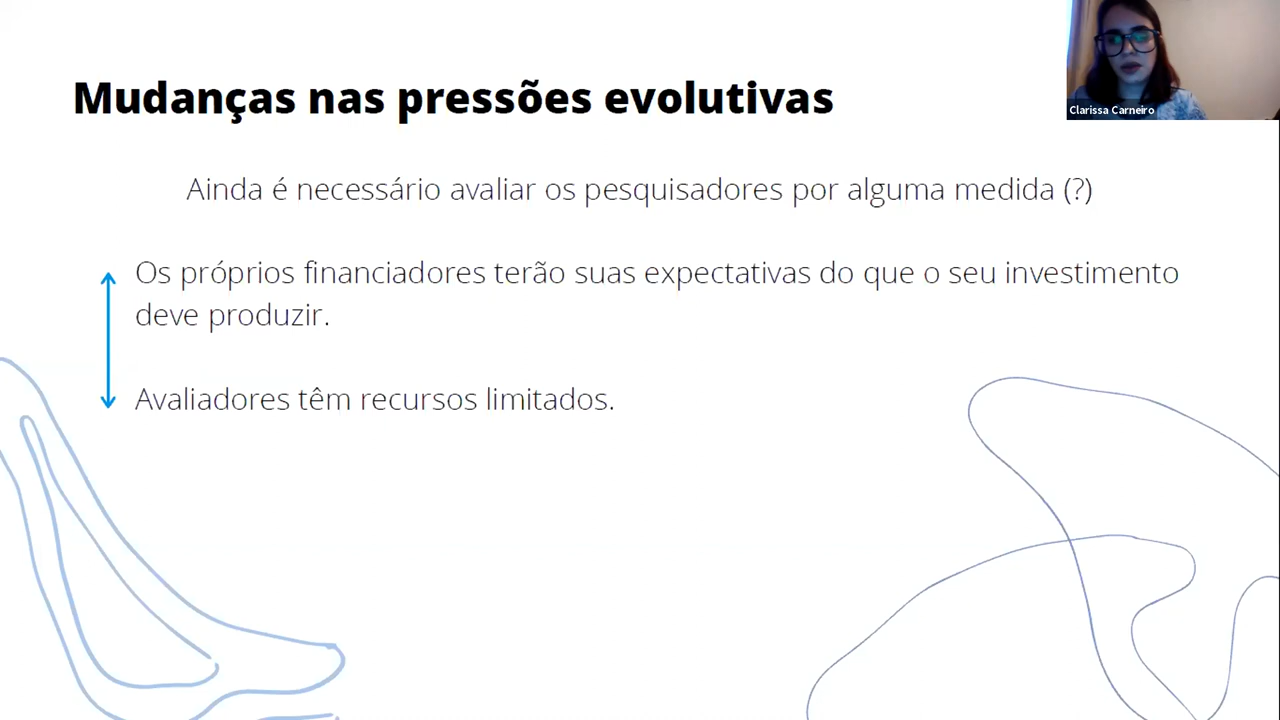 Mudanças nas pressões evolutivas
Clarissa Carneiro
Ainda é necessário avaliar os pesquisadores por alguma medida (?)
Os próprios financiadores terão suas expectativas do que o seu investimento
deve produzir.
Avaliadores têm recursos limitados.